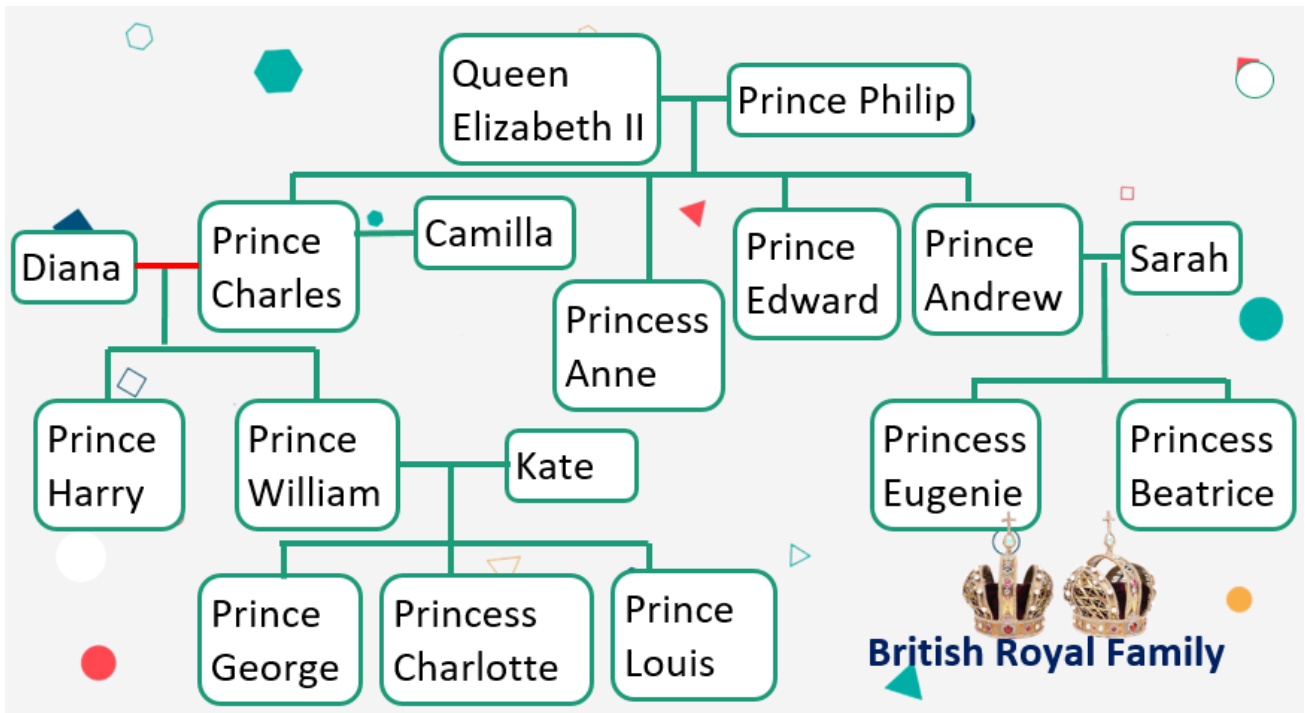 Queen
Elizabeth II
Prince Philip
Diana
Prince
Charles
Camilla
Princess
Anne
Prince
Edward
Prince
Andrew
Sarah
Prince
Harry
Prince
William
Kate
Princess
Eugenie
Princess
Beatrice
Prince
George
Princess
Charlotte
Prince
Louis
British Royal Family